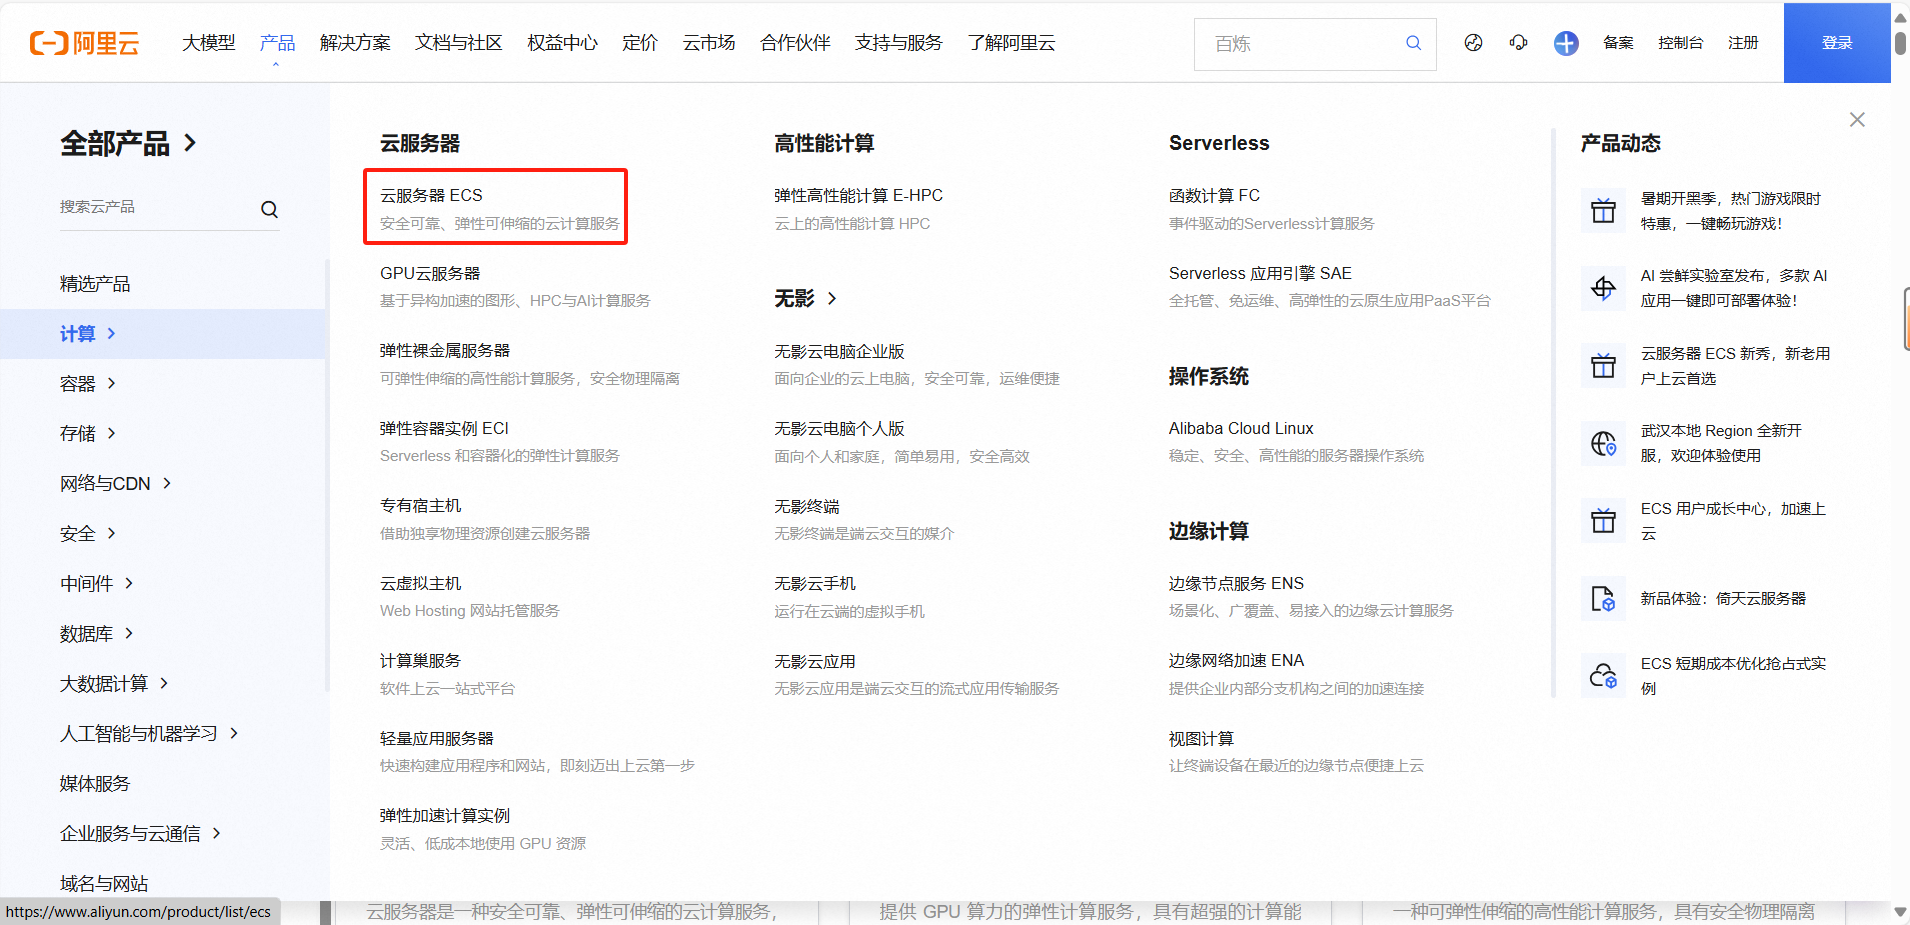 阿里云
大模型 产品 解决方案 文档与社区 权益中心 定价 云市场 合作伙伴 支持与服务 了解阿里云
百炼
备案 控制台 注册 登录
全部产品
搜索云产品
精选产品
计算
容器
存储
网络与CDN
安全
中间件
数据库
大数据计算
人工智能与机器学习
媒体服务
企业服务与云通信
域名与网站
云服务器
云服务器 ECS
安全可靠、弹性可伸缩的云计算服务
GPU云服务器
基于异构加速的图形、HPC与AI计算服务
弹性裸金属服务器
可弹性伸缩的高性能计算服务，安全物理隔离
弹性容器实例 ECI
Serverless 和容器化的弹性计算服务
专有宿主机
借助独享物理资源创建云服务器
云虚拟主机
Web Hosting 网站托管服务
计算巢服务
软件上云一站式平台
轻量应用服务器
快速构建应用程序和网站，即刻迈出上云第一步
弹性加速计算实例
灵活、低成本地使用 GPU 资源
高性能计算
弹性高性能计算 E-HPC
云上的高性能计算 HPC
无影
无影云电脑企业版
面向企业的云上电脑，安全可靠，运维便捷
无影云电脑个人版
面向个人和家庭，简单易用，安全高效
无影终端
无影终端是端云交互的媒介
无影云手机
运行在云端的虚拟手机
无影云应用
无影云应用是端云交互的流式应用传输服务
Serverless
函数计算 FC
事件驱动的Serverless计算服务
Serverless 应用引擎 SAE
全托管、免运维、高弹性的云原生应用PaaS平台
操作系统
Alibaba Cloud Linux
稳定、安全、高性能的服务器操作系统
边缘计算
边缘节点服务 ENS
场景化、广覆盖、易接入的边缘云计算服务
边缘网络加速 ENA
提供企业内部分支机构之间的加速连接
视图计算
让终端设备在最近的边缘节点便捷上云
产品动态
暑期开黑季，热门游戏限时
特惠，一键畅玩游戏！
AI 尝鲜实验室发布，多款 AI
应用一键即可部署体验！
云服务器 ECS 新秀，新老用
户上云首选
武汉本地 Region 全新开
服，欢迎体验使用
ECS 用户成长中心，加速上
云
新品体验：倚天云服务器
ECS 短期成本优化抢占式实
例
https://www.aliyun.com/product/list/ecs
云服务器是一种安全可靠、弹性可伸缩的云计算服务，
提供 GPU 算力的弹性计算服务，具有超强的计算能
一种可弹性伸缩的高性能计算服务，具有安全物理隔离